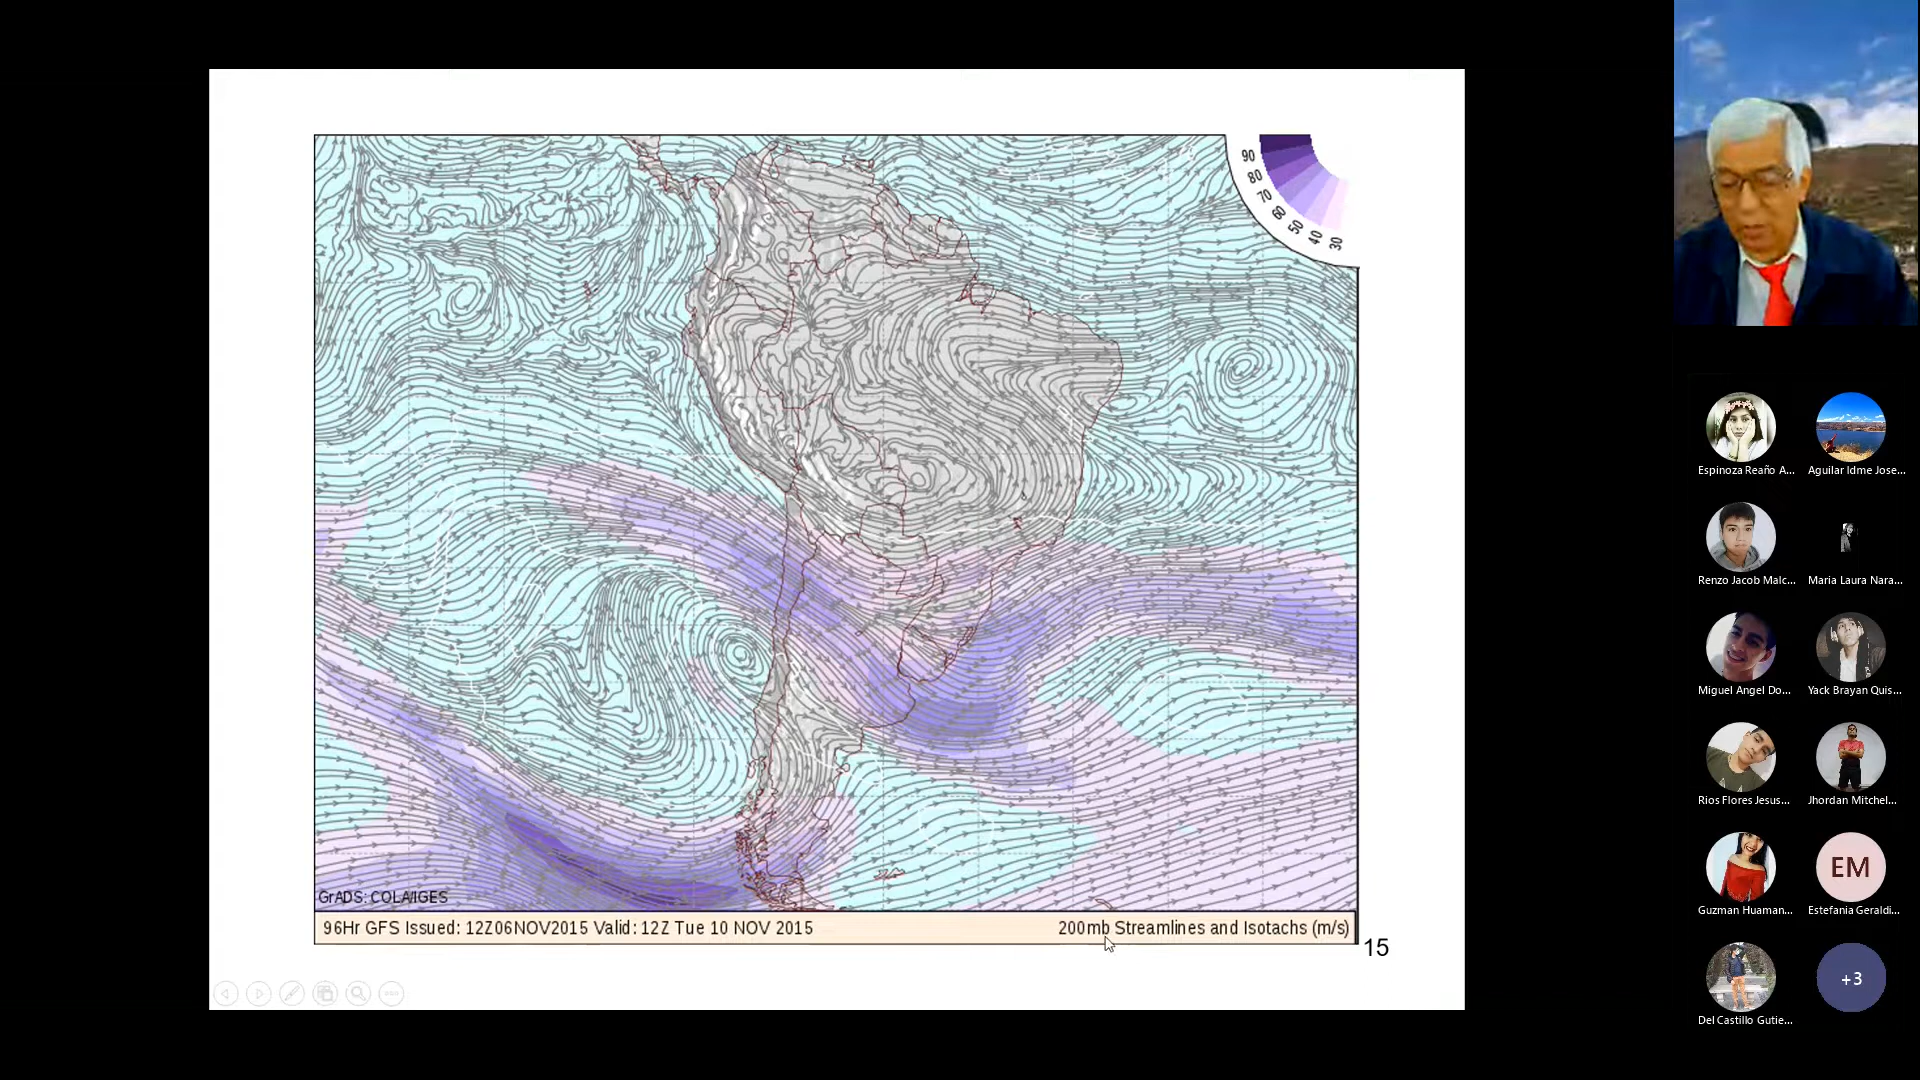 90
80
70
60
50
40
30
GrADS: COLA/IGES
96Hr GFS Issued: 12Z06NOV2015 Valid: 12Z Tue 10 NOV 2015
200mb Streamlines and Isotachs (m/s)
15
Espinoza Reaño A...
Aguilar Idme Jose...
Renzo Jacob Malc...
Maria Laura Nara...
Miguel Angel Do...
Yack Brayan Quis...
Rios Flores Jesus...
Jhordan Mitchel...
Guzman Huaman...
EM
Estefania Geraldi...
Del Castillo Gutie...
+3